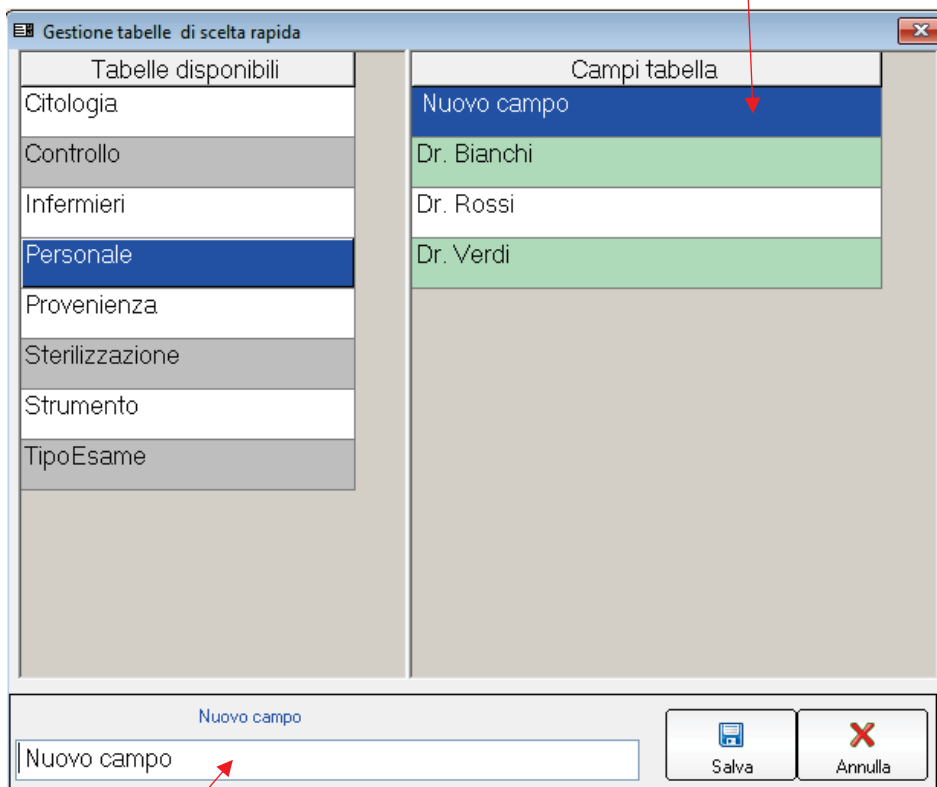 Gestione tabelle di scelta rapida
Tabelle disponibili
Citologia
Controllo
Infermieri
Personale
Provenienza
Sterilizzazione
Strumento
TipoEsame
Campi tabella
Nuovo campo
Dr. Bianchi
Dr. Rossi
Dr. Verdi
Nuovo campo
Nuovo campo
Salva
Annulla